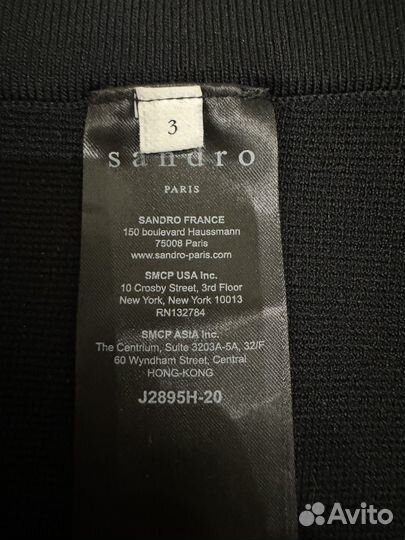 3
sandro
PARIS
SANDRO FRANCE
150 boulevard Haussmann
75008 Paris
www.sandro-paris.com
SMCP USA Inc.
10 Crosby Street, 3rd Floor
New York, New York 10013
RN132784
SMCP ASIA Inc.
The Centrium, Suite 3203A-5A, 32/F
60 Wyndham Street, Central
HONG-KONG
J2895H-20
Avito